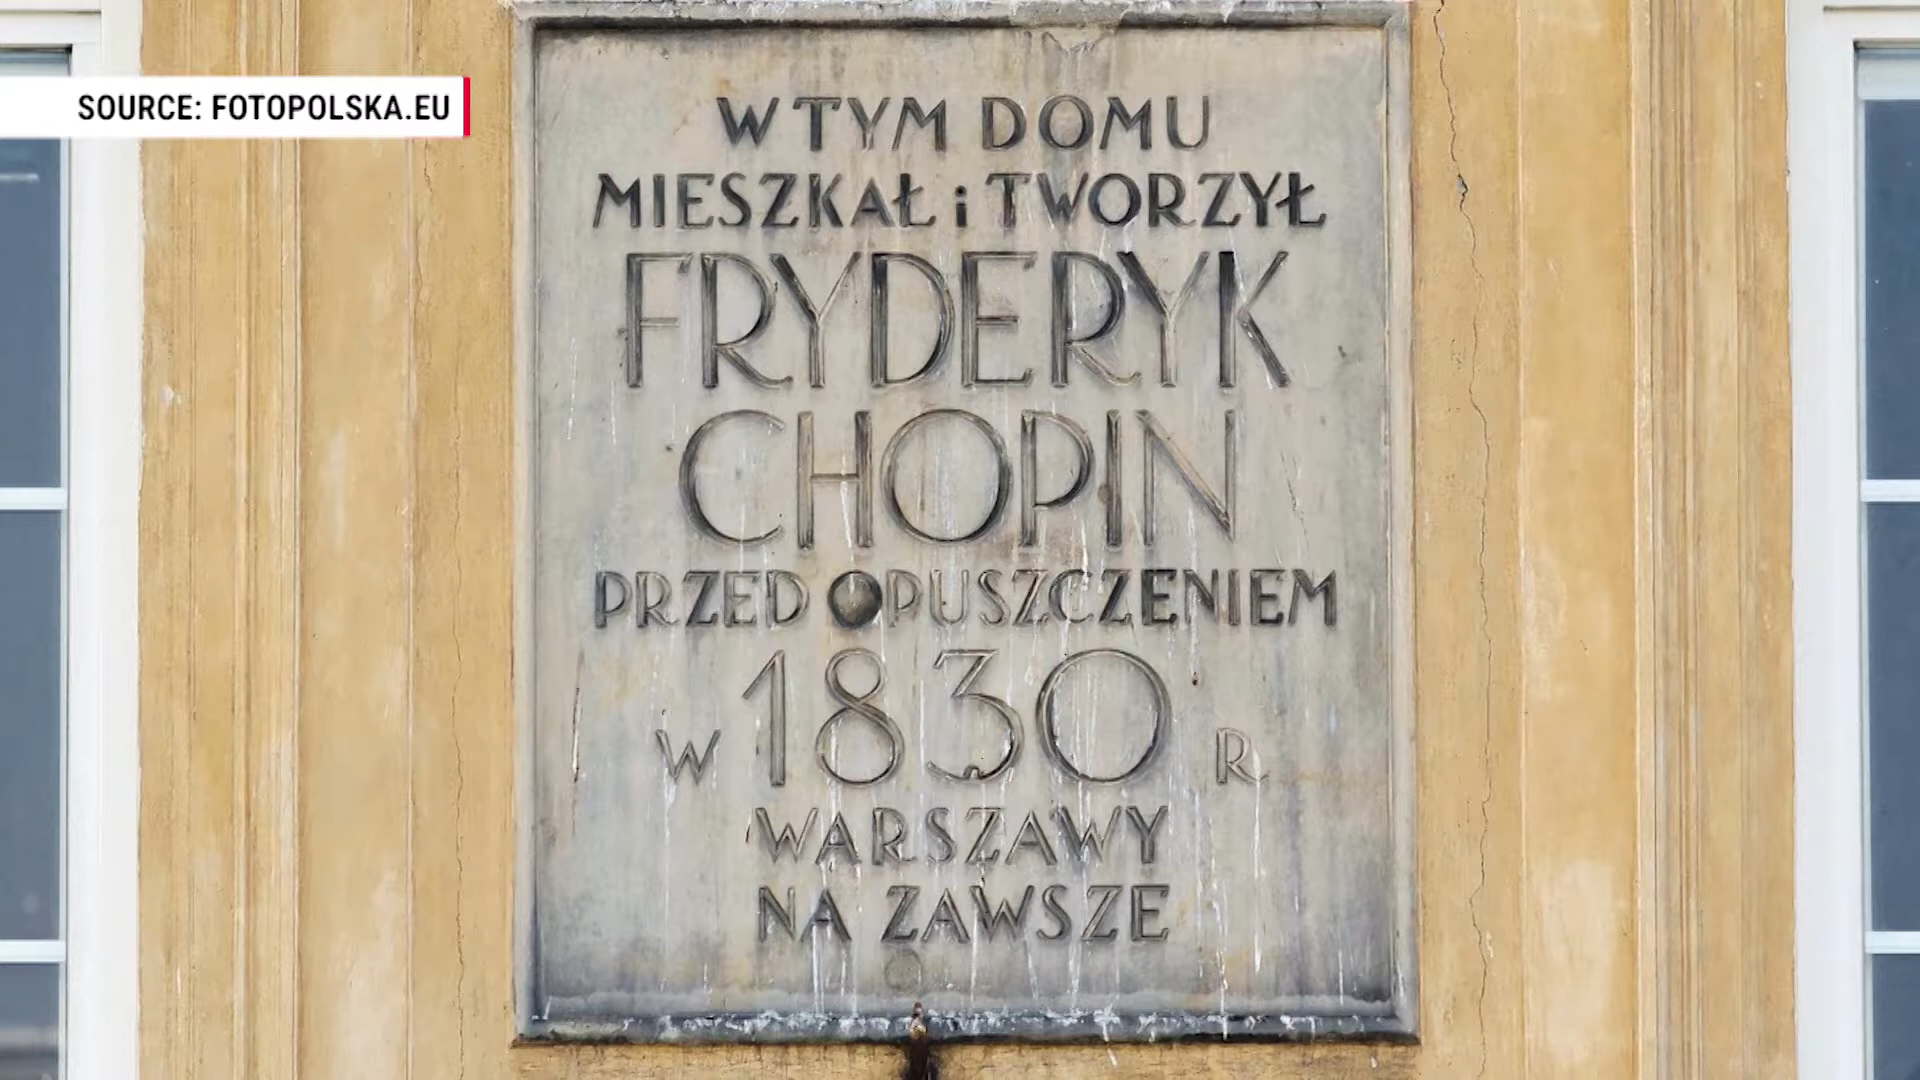 SOURCE: FOTOPOLSKA.EU
W TYM DOMU
MIESZKAŁ i TWORZYŁ
FRYDERYK
CHOPIN
PRZED OPUSZCZENIEM
W 1830 R
WARSZAWY
NA ZAWSZE